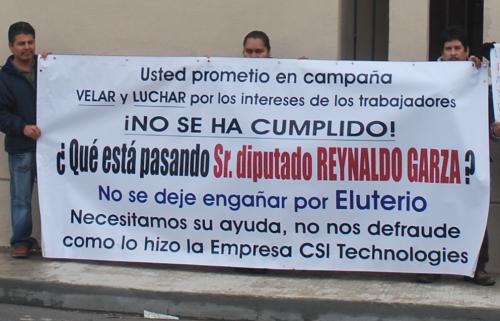 Usted prometio en campaña
VELAR y LUCHAR por los intereses de los trabajadores
¡NO SE HA CUMPLIDO!
¿Qué está pasando Sr. diputado REYNALDO GARZA?
No se deje engañar por Eluterio
Necesitamos su ayuda, no nos defraude
como lo hizo la Empresa CSI Technologies